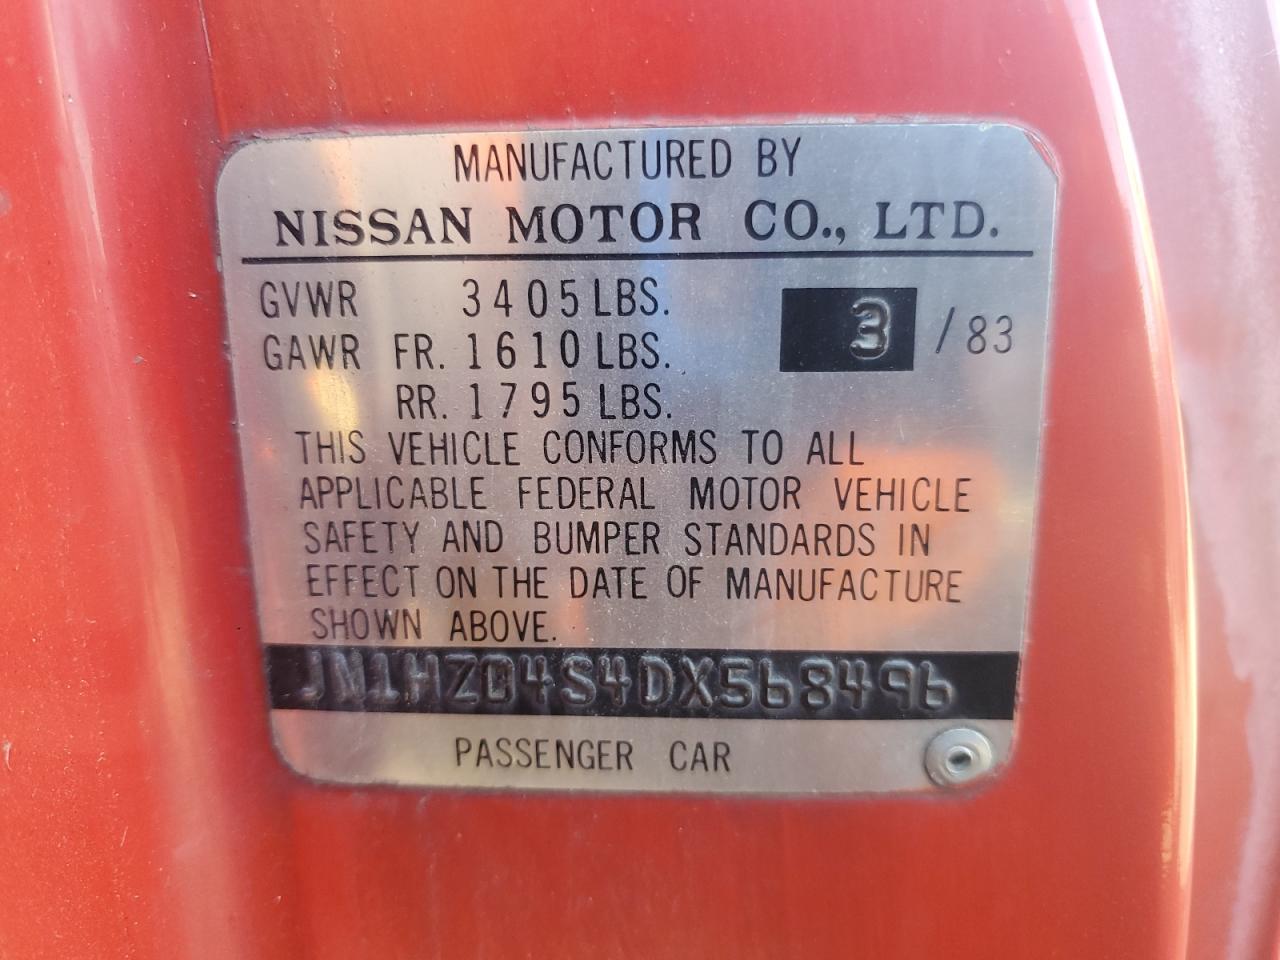 MANUFACTURED BY
NISSAN MOTOR CO., LTD.
GVWR 3405 LBS.
3 / 83
GAWR FR. 1610 LBS.
RR. 1795 LBS.
THIS VEHICLE CONFORMS TO ALL
APPLICABLE FEDERAL MOTOR VEHICLE
SAFETY AND BUMPER STANDARDS IN
EFFECT ON THE DATE OF MANUFACTURE
SHOWN ABOVE.
JN1HZ04S4DX568496
PASSENGER CAR